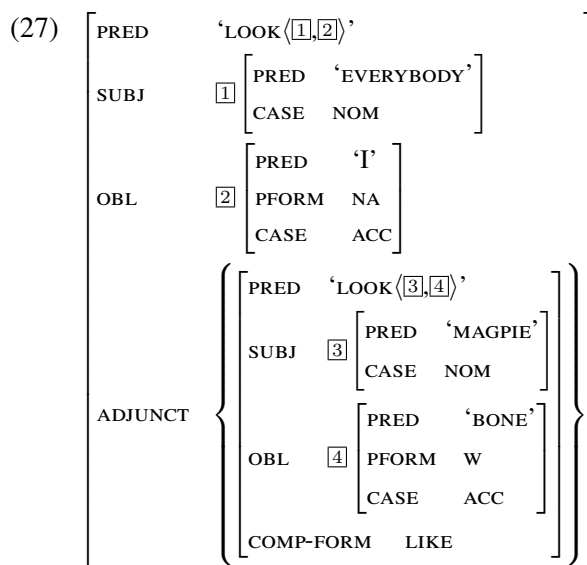 (27)
PRED ‘LOOK⟨1,2⟩’
SUBJ 1 PRED ‘EVERYBODY’
CASE NOM
OBL 2 PRED ‘I’
PFORM NA
CASE ACC
ADJUNCT
PRED ‘LOOK⟨3,4⟩’
SUBJ 3 PRED ‘MAGPIE’
CASE NOM
OBL 4 PRED ‘BONE’
PFORM W
CASE ACC
COMP-FORM LIKE